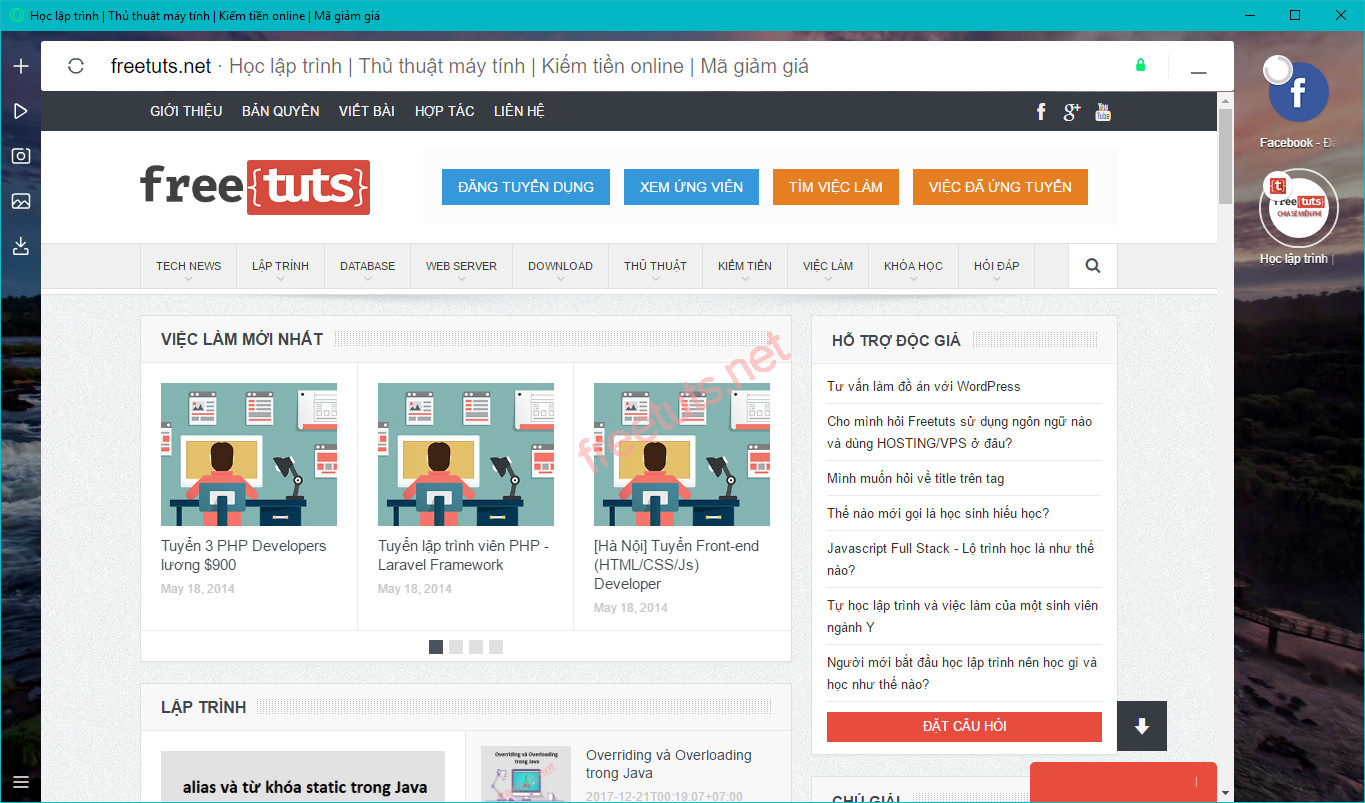 Học lập trình | Thủ thuật máy tính | Kiếm tiền online | Mã giảm giá
freetuts.net · Học lập trình | Thủ thuật máy tính | Kiếm tiền online | Mã giảm giá
GIỚI THIỆU BẢN QUYỀN VIẾT BÀI HỢP TÁC LIÊN HỆ
f g+ You Tube
free{tuts}
ĐĂNG TUYỂN DỤNG XEM ỨNG VIÊN TÌM VIỆC LÀM VIỆC ĐÃ ỨNG TUYỂN
TECH NEWS LẬP TRÌNH DATABASE WEB SERVER DOWNLOAD THỦ THUẬT KIẾM TIỀN VIỆC LÀM KHÓA HỌC HỎI ĐÁP
VIỆC LÀM MỚI NHẤT
Tuyển 3 PHP Developers
lương $900
May 18, 2014
Tuyển lập trình viên PHP -
Laravel Framework
May 18, 2014
[Hà Nội] Tuyển Front-end
(HTML/CSS/Js)
Developer
May 18, 2014
freetuts.net
LẬP TRÌNH
alias và từ khóa static trong Java
Overriding và Overloading
trong Java
Overriding và Overloading
trong Java
2017-12-21T00:19:07+07:00
HỖ TRỢ ĐỘC GIẢ
Tư vấn làm đồ án với WordPress
Cho mình hỏi Freetuts sử dụng ngôn ngữ nào
và dùng HOSTING/VPS ở đâu?
Mình muốn hỏi về title trên tag
Thế nào mới gọi là học sinh hiếu học?
Javascript Full Stack - Lộ trình học là như thế
nào?
Tự học lập trình và việc làm của một sinh viên
ngành Y
Người mới bắt đầu học lập trình nên học gì và
học như thế nào?
ĐẶT CÂU HỎI
CHÚ GIẢI
f
Facebook - Đă
{t}
free{tuts}
CHIA SẺ MIỄN PHÍ
Học lập trình |